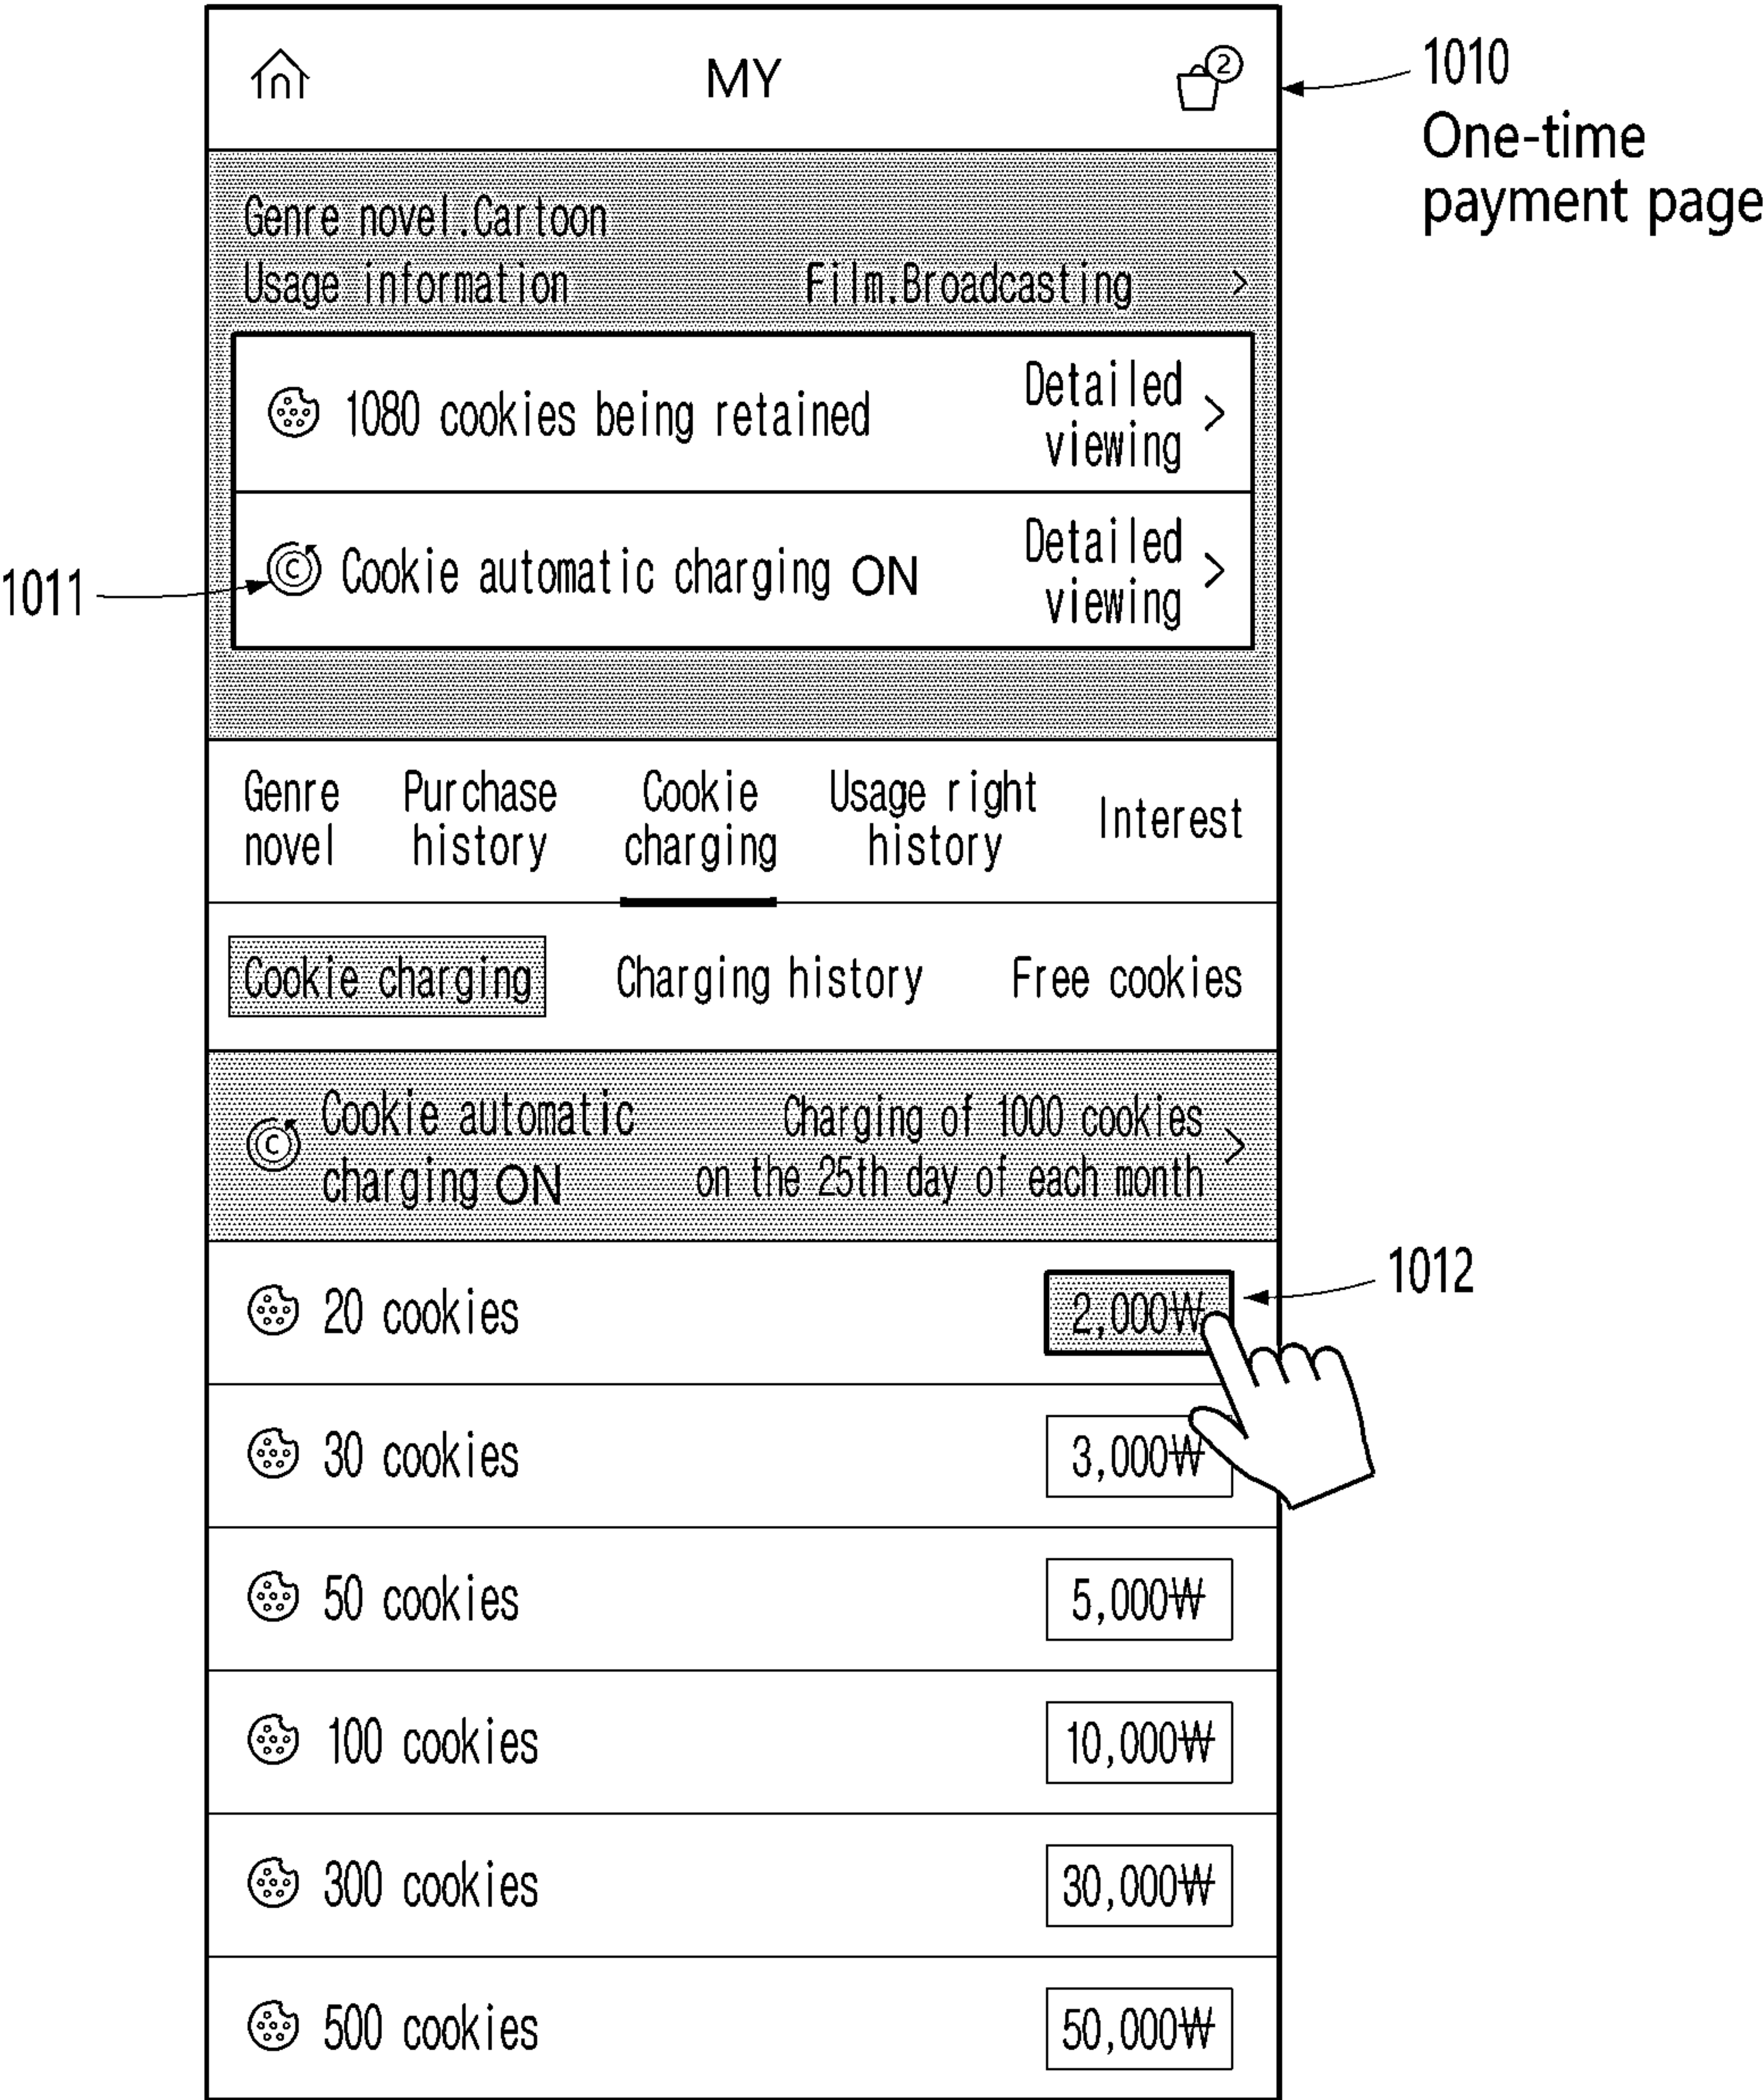 MY
2
1010
One-time
payment page
Genre novel.Cartoon
Usage information Film.Broadcasting >
1080 cookies being retained
Detailed
viewing
>
1011
C
Cookie automatic charging ON
Detailed
viewing
>
Genre
novel
Purchase
history
Cookie
charging
Usage right
history
Interest
Cookie charging Charging history Free cookies
C
Cookie automatic
charging ON
Charging of 1000 cookies
on the 25th day of each month
>
20 cookies 2,000₩
1012
30 cookies 3,000₩
50 cookies 5,000₩
100 cookies 10,000₩
300 cookies 30,000₩
500 cookies 50,000₩